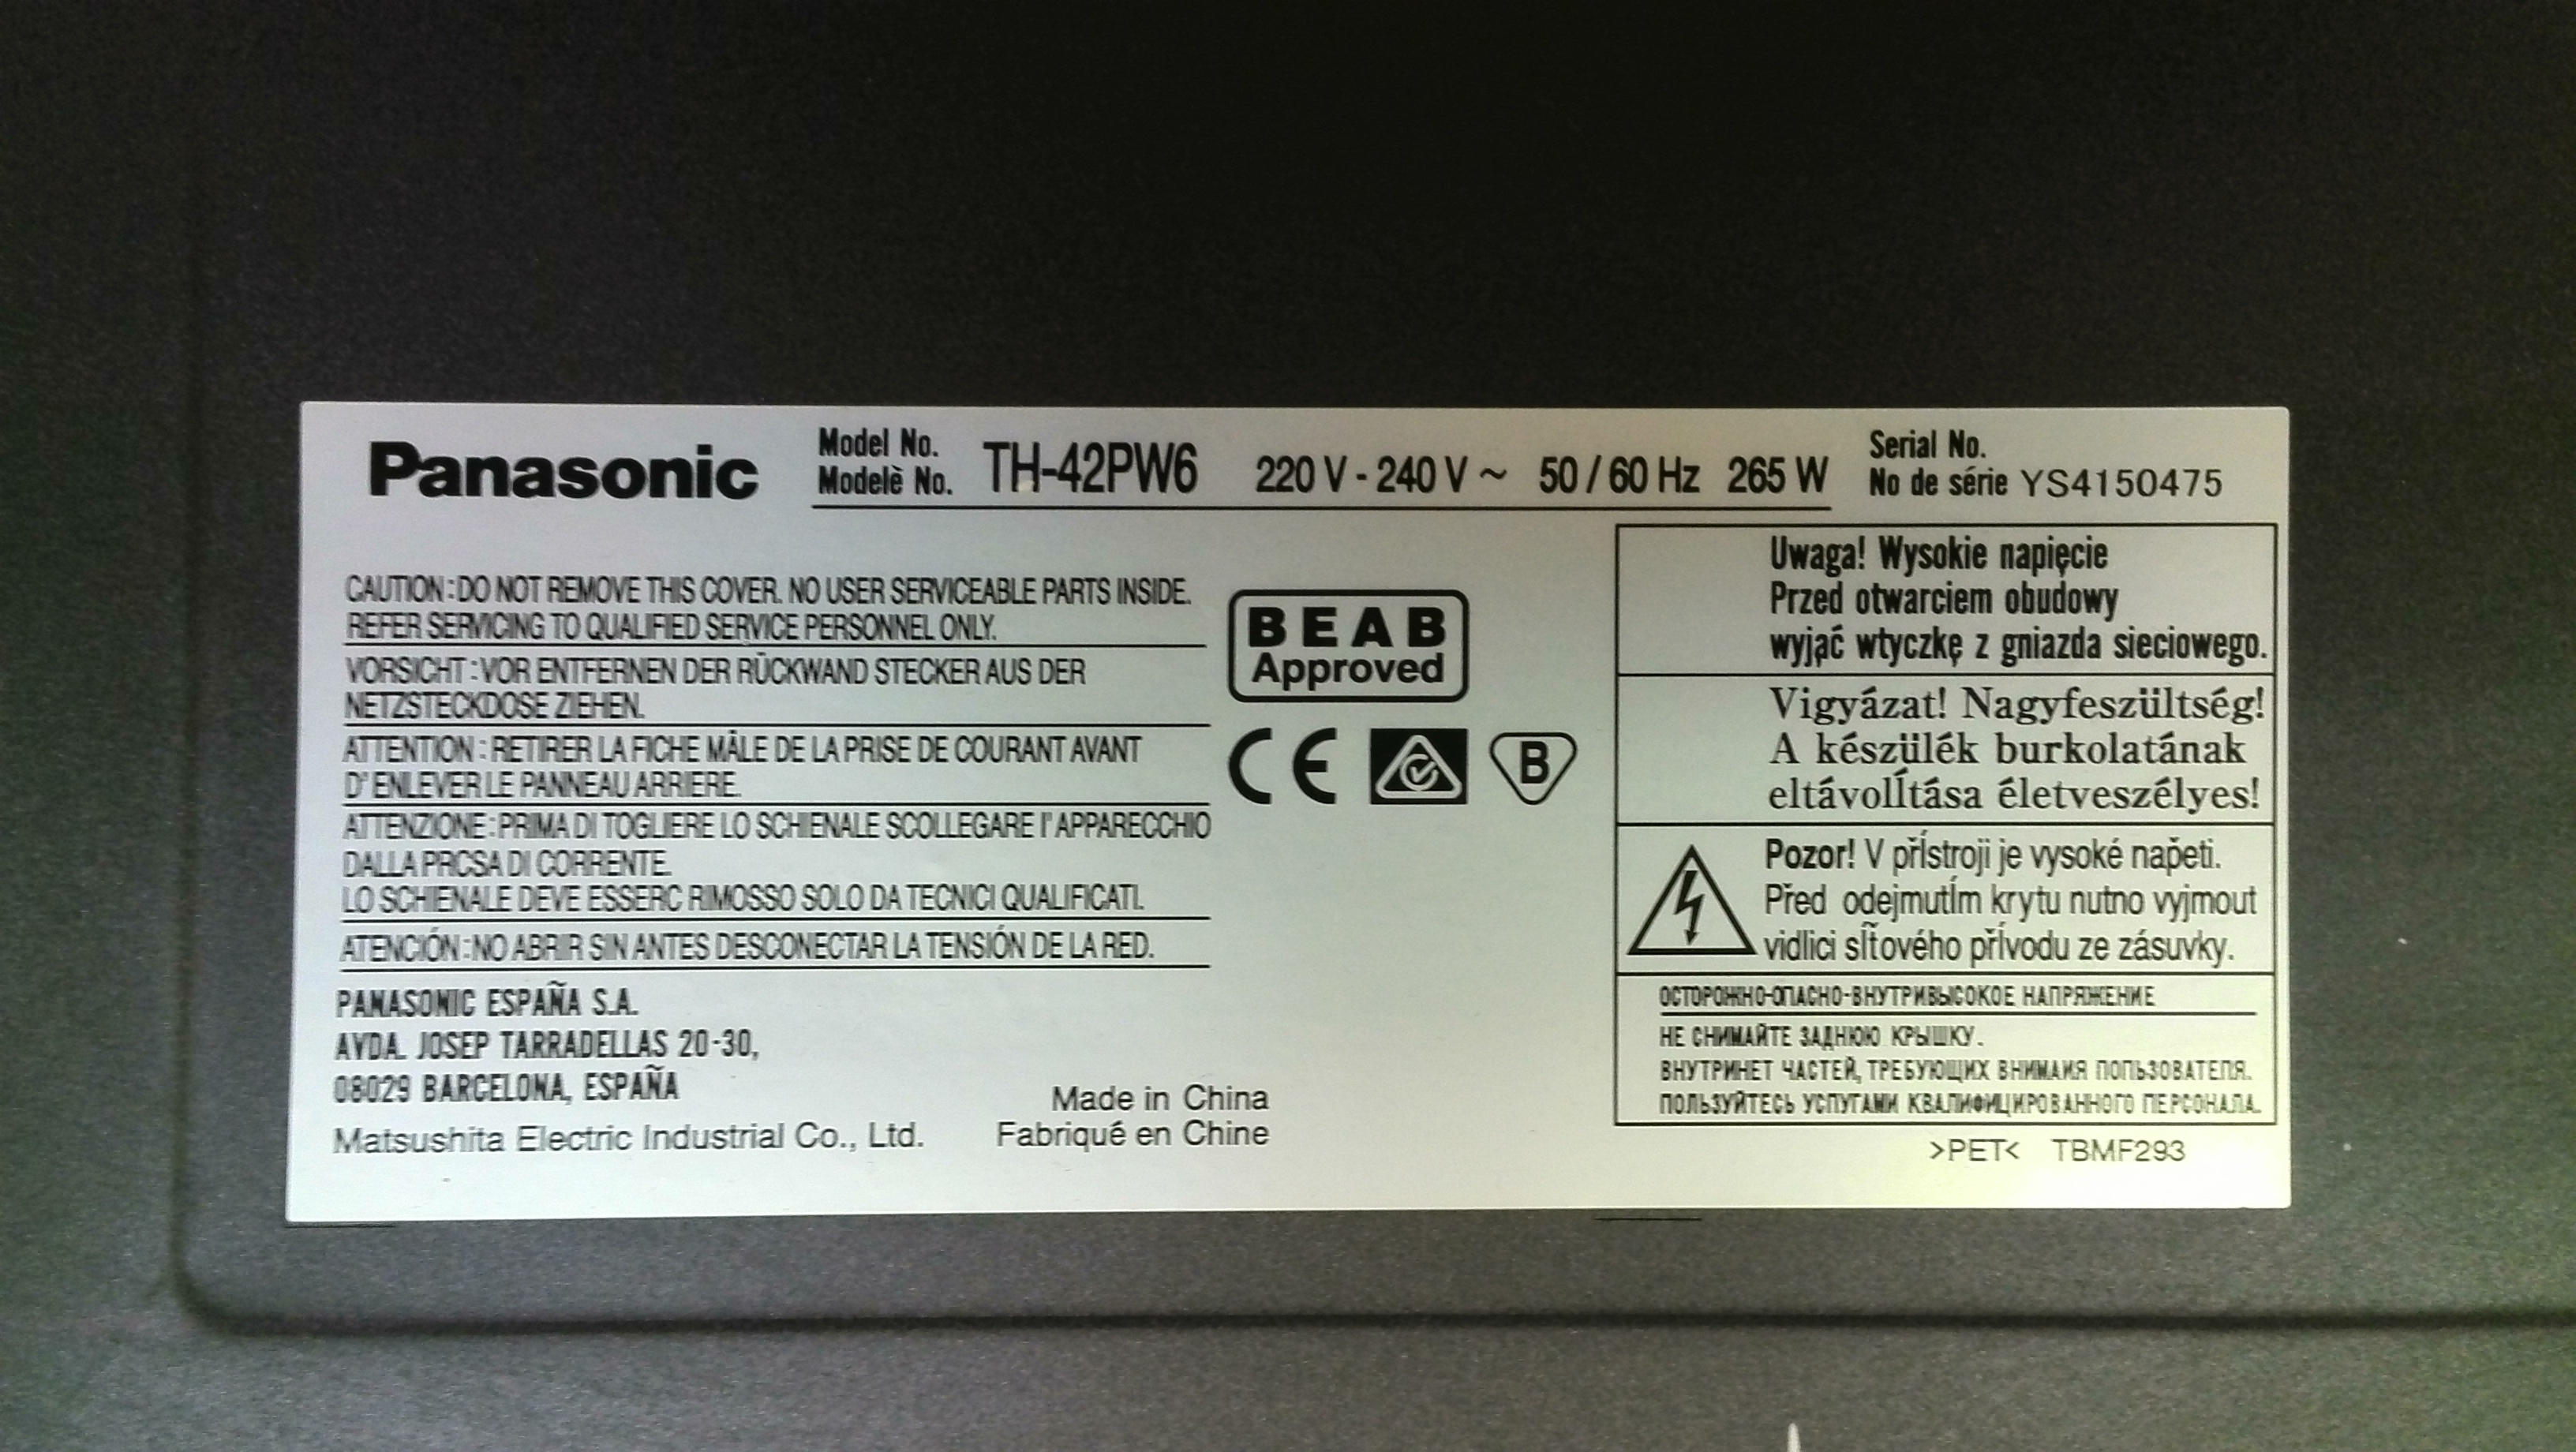 Panasonic
Model No.
Modelè No.
TH-42PW6 220 V - 240 V ~ 50 / 60 Hz 265 W
Serial No.
No de série YS4150475
CAUTION : DO NOT REMOVE THIS COVER. NO USER SERVICEABLE PARTS INSIDE.
REFER SERVICING TO QUALIFIED SERVICE PERSONNEL ONLY.
VORSICHT : VOR ENTFERNEN DER RÜCKWAND STECKER AUS DER
NETZSTECKDOSE ZIEHEN.
ATTENTION : RETIRER LA FICHE MÂLE DE LA PRISE DE COURANT AVANT
D' ENLEVER LE PANNEAU ARRIERE.
ATTENZIONE : PRIMA DI TOGLIERE LO SCHIENALE SCOLLEGARE l' APPARECCHIO
DALLA PRCSA DI CORRENTE.
LO SCHIENALE DEVE ESSERC RIMOSSO SOLO DA TECNICI QUALIFICATI.
ATENCIÓN : NO ABRIR SIN ANTES DESCONECTAR LA TENSIÓN DE LA RED.
PANASONIC ESPAÑA S.A.
AVDA. JOSEP TARRADELLAS 20-30,
08029 BARCELONA, ESPAÑA
Matsushita Electric Industrial Co., Ltd.
Made in China
Fabriqué en Chine
BEAB
Approved
CE
B
Uwaga! Wysokie napięcie
Przed otwarciem obudowy
wyjąć wtyczkę z gniazda sieciowego.
Vigyázat! Nagyfeszültség!
A készülék burkolatának
eltávolítása életveszélyes!
Pozor! V přístroji je vysoké napěti.
Před odejmutím krytu nutno vyjmout
vidlici síťového přívodu ze zásuvky.
ОСТОРОЖНО-ОПАСНО-ВНУТРИВЫСОКОЕ НАПРЯЖЕНИЕ
НЕ СНИМАЙТЕ ЗАДНЮЮ КРЫШКУ.
ВНУТРИНЕТ ЧАСТЕЙ, ТРЕБУЮЩИХ ВНИМАИЯ ПОЛЬЗОВАТЕЛЯ.
ПОЛЬЗУЙТЕСЬ УСЛУГАМИ КВАЛИФИЦИРОВАННОГО ПЕРСОНАЛА.
>PET< TBMF293